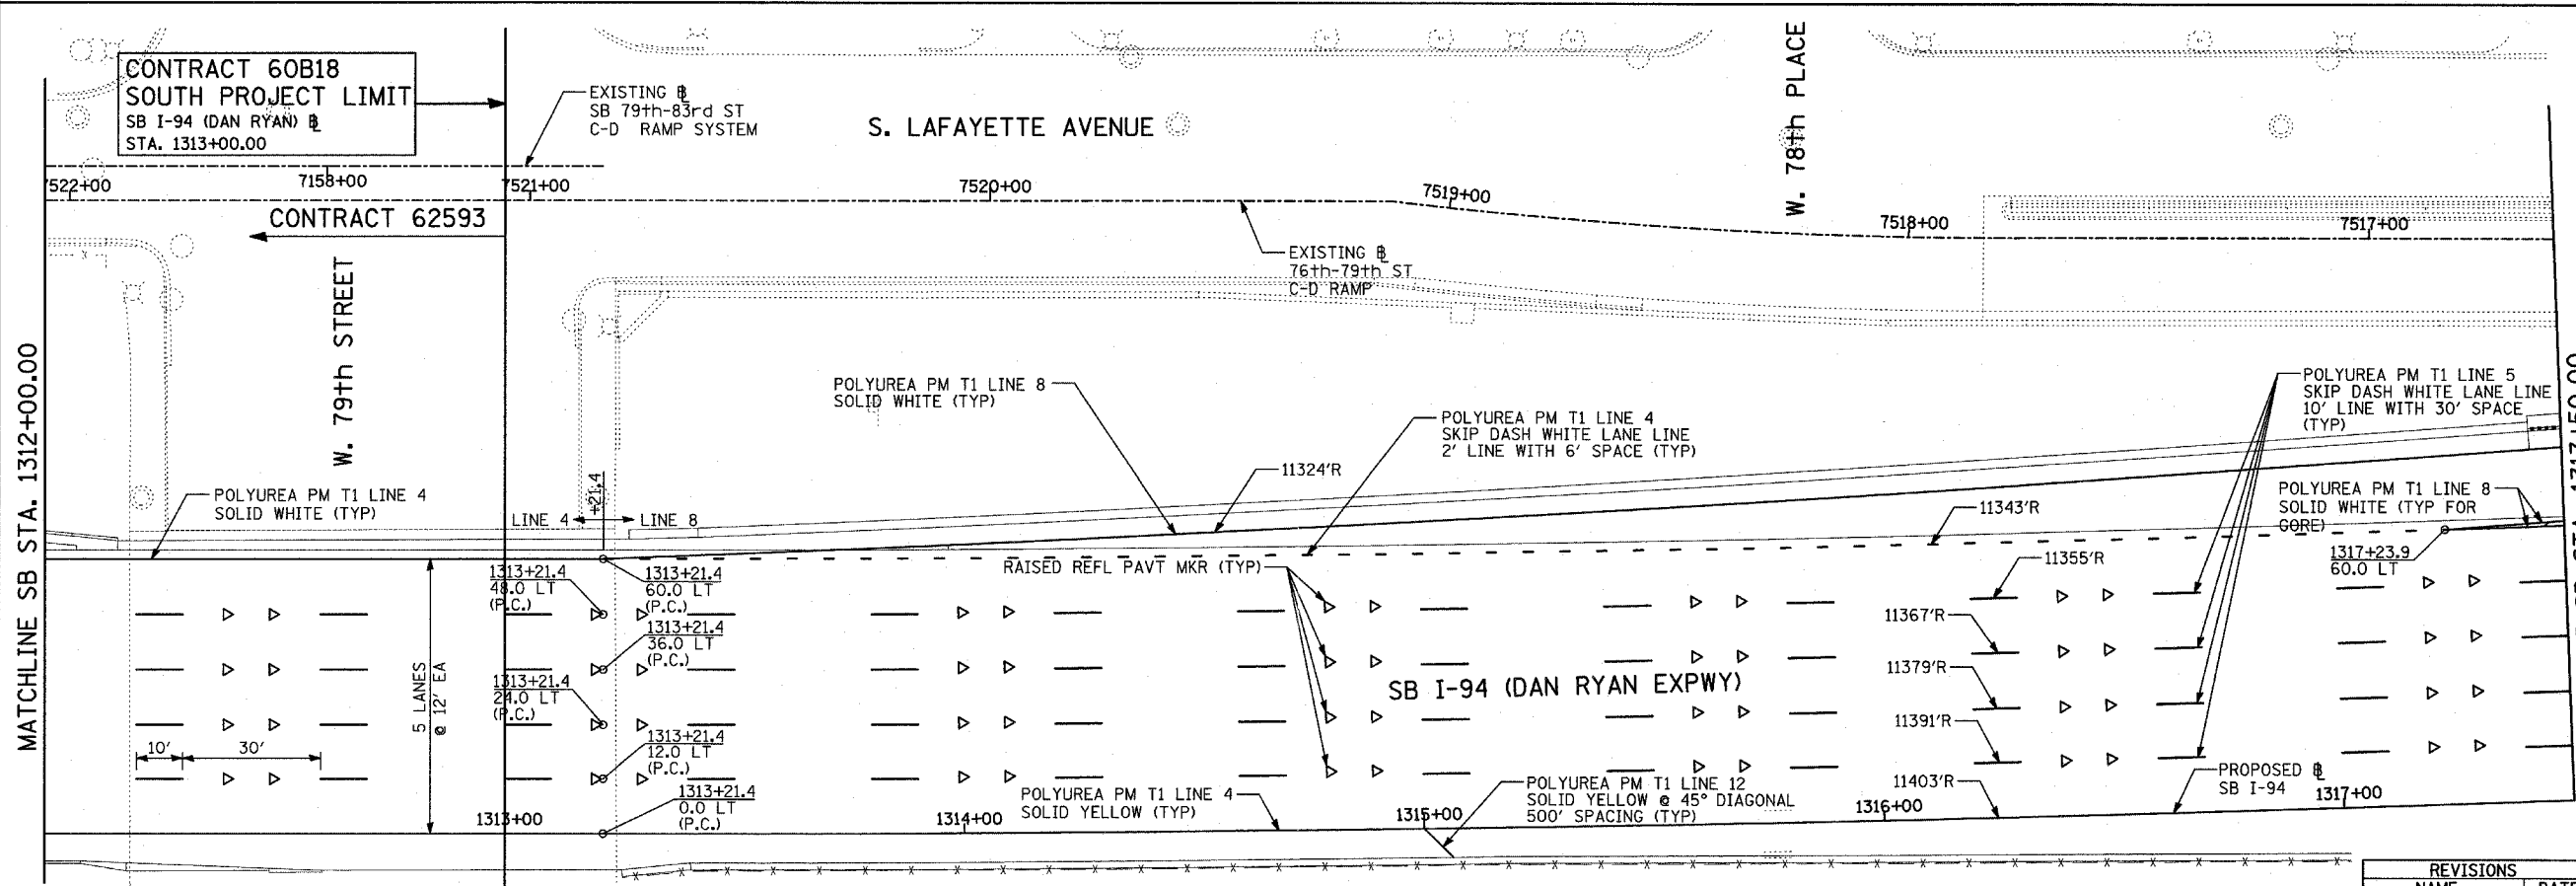 CONTRACT 60B18
SOUTH PROJECT LIMIT
SB I-94 (DAN RYAN) ℄
STA. 1313+00.00
EXISTING ℄
SB 79th-83rd ST
C-D RAMP SYSTEM
S. LAFAYETTE AVENUE
W. 78th PLACE
7522+00
7158+00
7521+00
7520+00
7519+00
7518+00
7517+00
CONTRACT 62593
EXISTING ℄
76th-79th ST
C-D RAMP
W. 79th STREET
MATCHLINE SB STA. 1312+00.00
POLYUREA PM T1 LINE 8
SOLID WHITE (TYP)
POLYUREA PM T1 LINE 4
SKIP DASH WHITE LANE LINE
2' LINE WITH 6' SPACE (TYP)
POLYUREA PM T1 LINE 5
SKIP DASH WHITE LANE LINE
10' LINE WITH 30' SPACE
(TYP)
11324'R
POLYUREA PM T1 LINE 4
SOLID WHITE (TYP)
+21.4
LINE 4
LINE 8
11343'R
POLYUREA PM T1 LINE 8
SOLID WHITE (TYP FOR
GORE)
1317+23.9
60.0 LT
RAISED REFL PAVT MKR (TYP)
11355'R
1313+21.4
48.0 LT
(P.C.)
1313+21.4
60.0 LT
(P.C.)
11367'R
1313+21.4
36.0 LT
(P.C.)
11379'R
SB I-94 (DAN RYAN EXPWY)
1313+21.4
24.0 LT
(P.C.)
5 LANES
@ 12' EA
11391'R
10'
30'
1313+21.4
12.0 LT
(P.C.)
11403'R
PROPOSED ℄
SB I-94
1313+21.4
0.0 LT
(P.C.)
POLYUREA PM T1 LINE 4
SOLID YELLOW (TYP)
POLYUREA PM T1 LINE 12
SOLID YELLOW @ 45° DIAGONAL
500' SPACING (TYP)
1313+00
1314+00
1315+00
1316+00
1317+00
REVISIONS
NAME
DATE